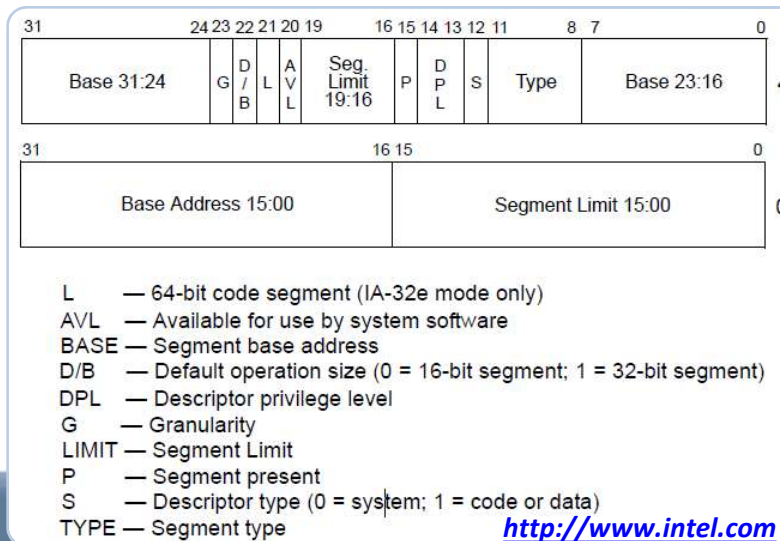 31 24 23 22 21 20 19 16 15 14 13 12 11 8 7 0
Base 31:24 G D/B L AVL Seg. Limit 19:16 P DPL S Type Base 23:16
31 16 15 0
Base Address 15:00 Segment Limit 15:00
L — 64-bit code segment (IA-32e mode only)
AVL — Available for use by system software
BASE — Segment base address
D/B — Default operation size (0 = 16-bit segment; 1 = 32-bit segment)
DPL — Descriptor privilege level
G — Granularity
LIMIT — Segment Limit
P — Segment present
S — Descriptor type (0 = system; 1 = code or data)
TYPE — Segment type
http://www.intel.com